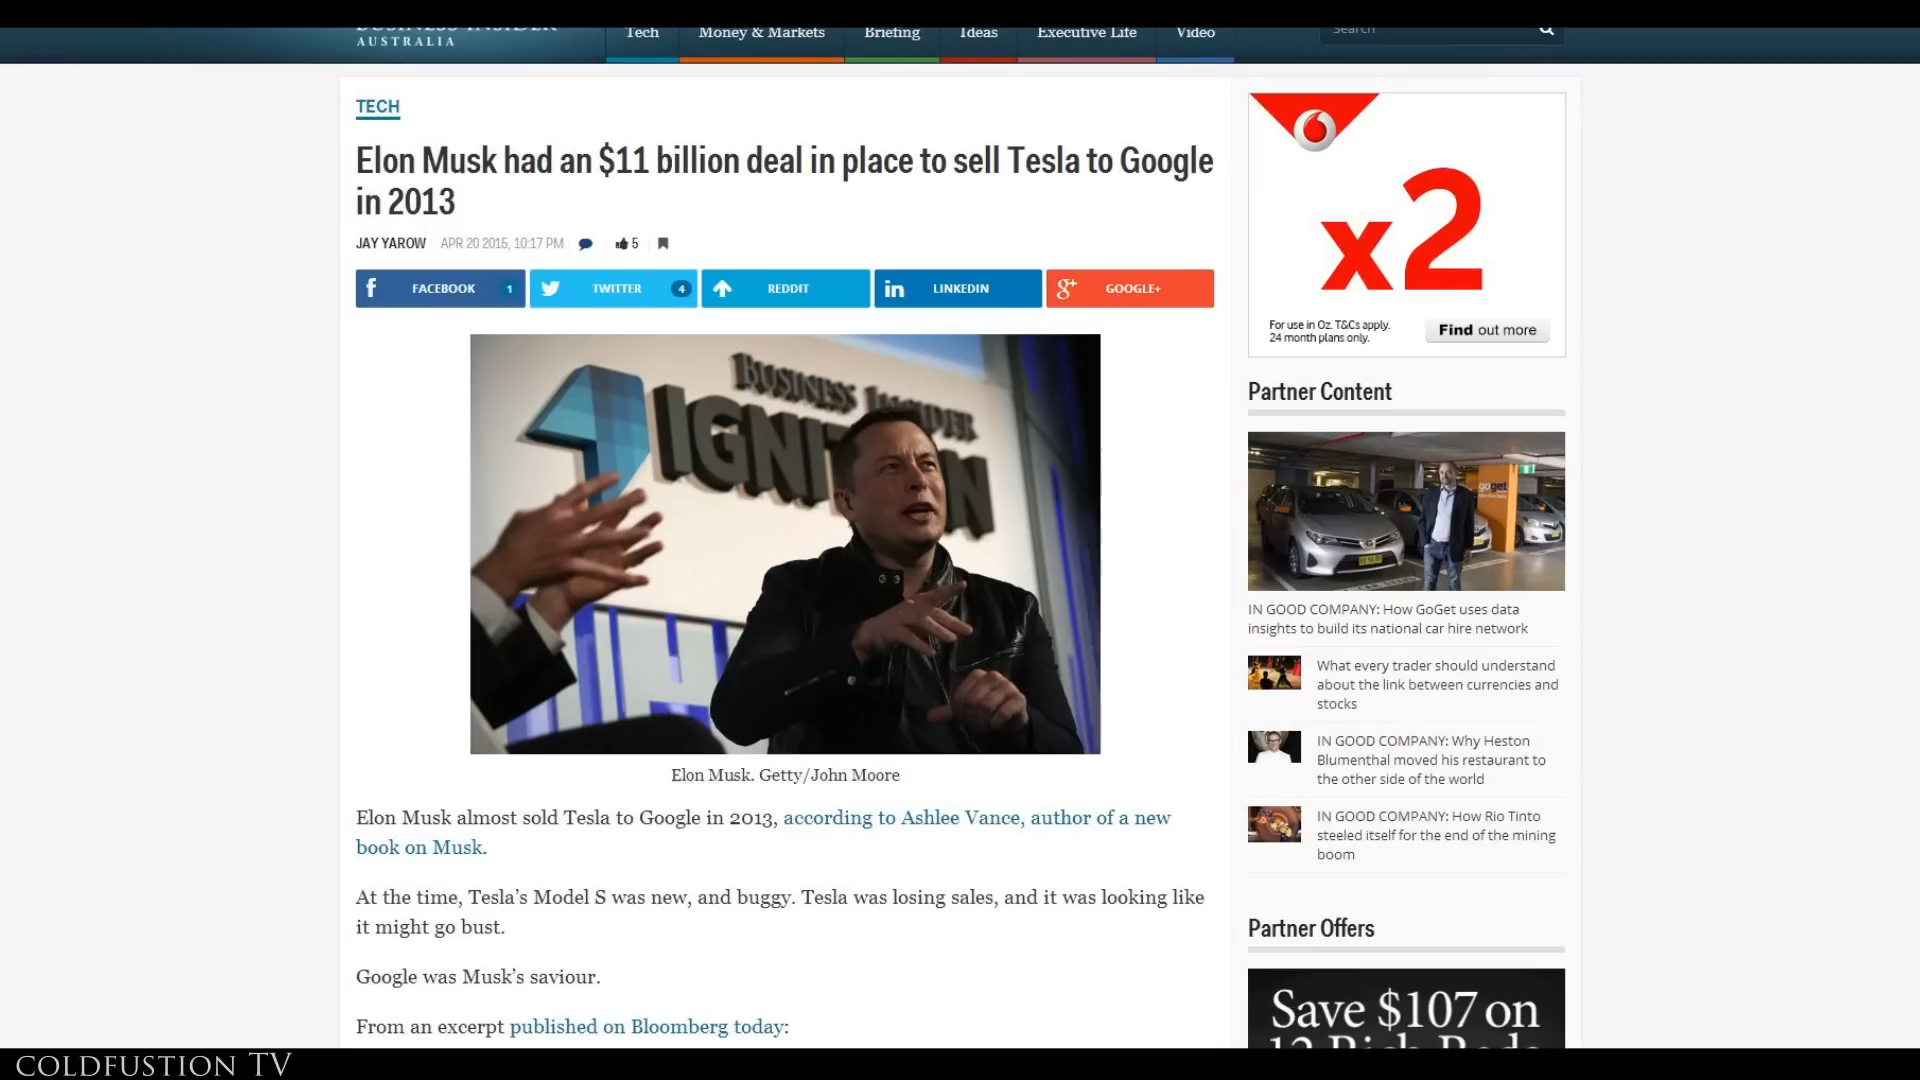 BUSINESS INSIDER
AUSTRALIA
Tech
Money & Markets
Briefing
Ideas
Executive Life
Video
Search
TECH
Elon Musk had an $11 billion deal in place to sell Tesla to Google
in 2013
JAY YAROW APR 20 2015, 10:17 PM 5
f FACEBOOK 1
TWITTER 4
REDDIT
in LINKEDIN
g+ GOOGLE+
BUSINESS INSIDER
IGNITION
Elon Musk. Getty/John Moore
Elon Musk almost sold Tesla to Google in 2013, according to Ashlee Vance, author of a new
book on Musk.
At the time, Tesla’s Model S was new, and buggy. Tesla was losing sales, and it was looking like
it might go bust.
Google was Musk’s saviour.
From an excerpt published on Bloomberg today:
x2
For use in Oz. T&Cs apply.
24 month plans only.
Find out more
Partner Content
goget
IN GOOD COMPANY: How GoGet uses data
insights to build its national car hire network
What every trader should understand
about the link between currencies and
stocks
IN GOOD COMPANY: Why Heston
Blumenthal moved his restaurant to
the other side of the world
IN GOOD COMPANY: How Rio Tinto
steeled itself for the end of the mining
boom
Partner Offers
Save $107 on
12 Rich Reds
COLDFUSTION TV